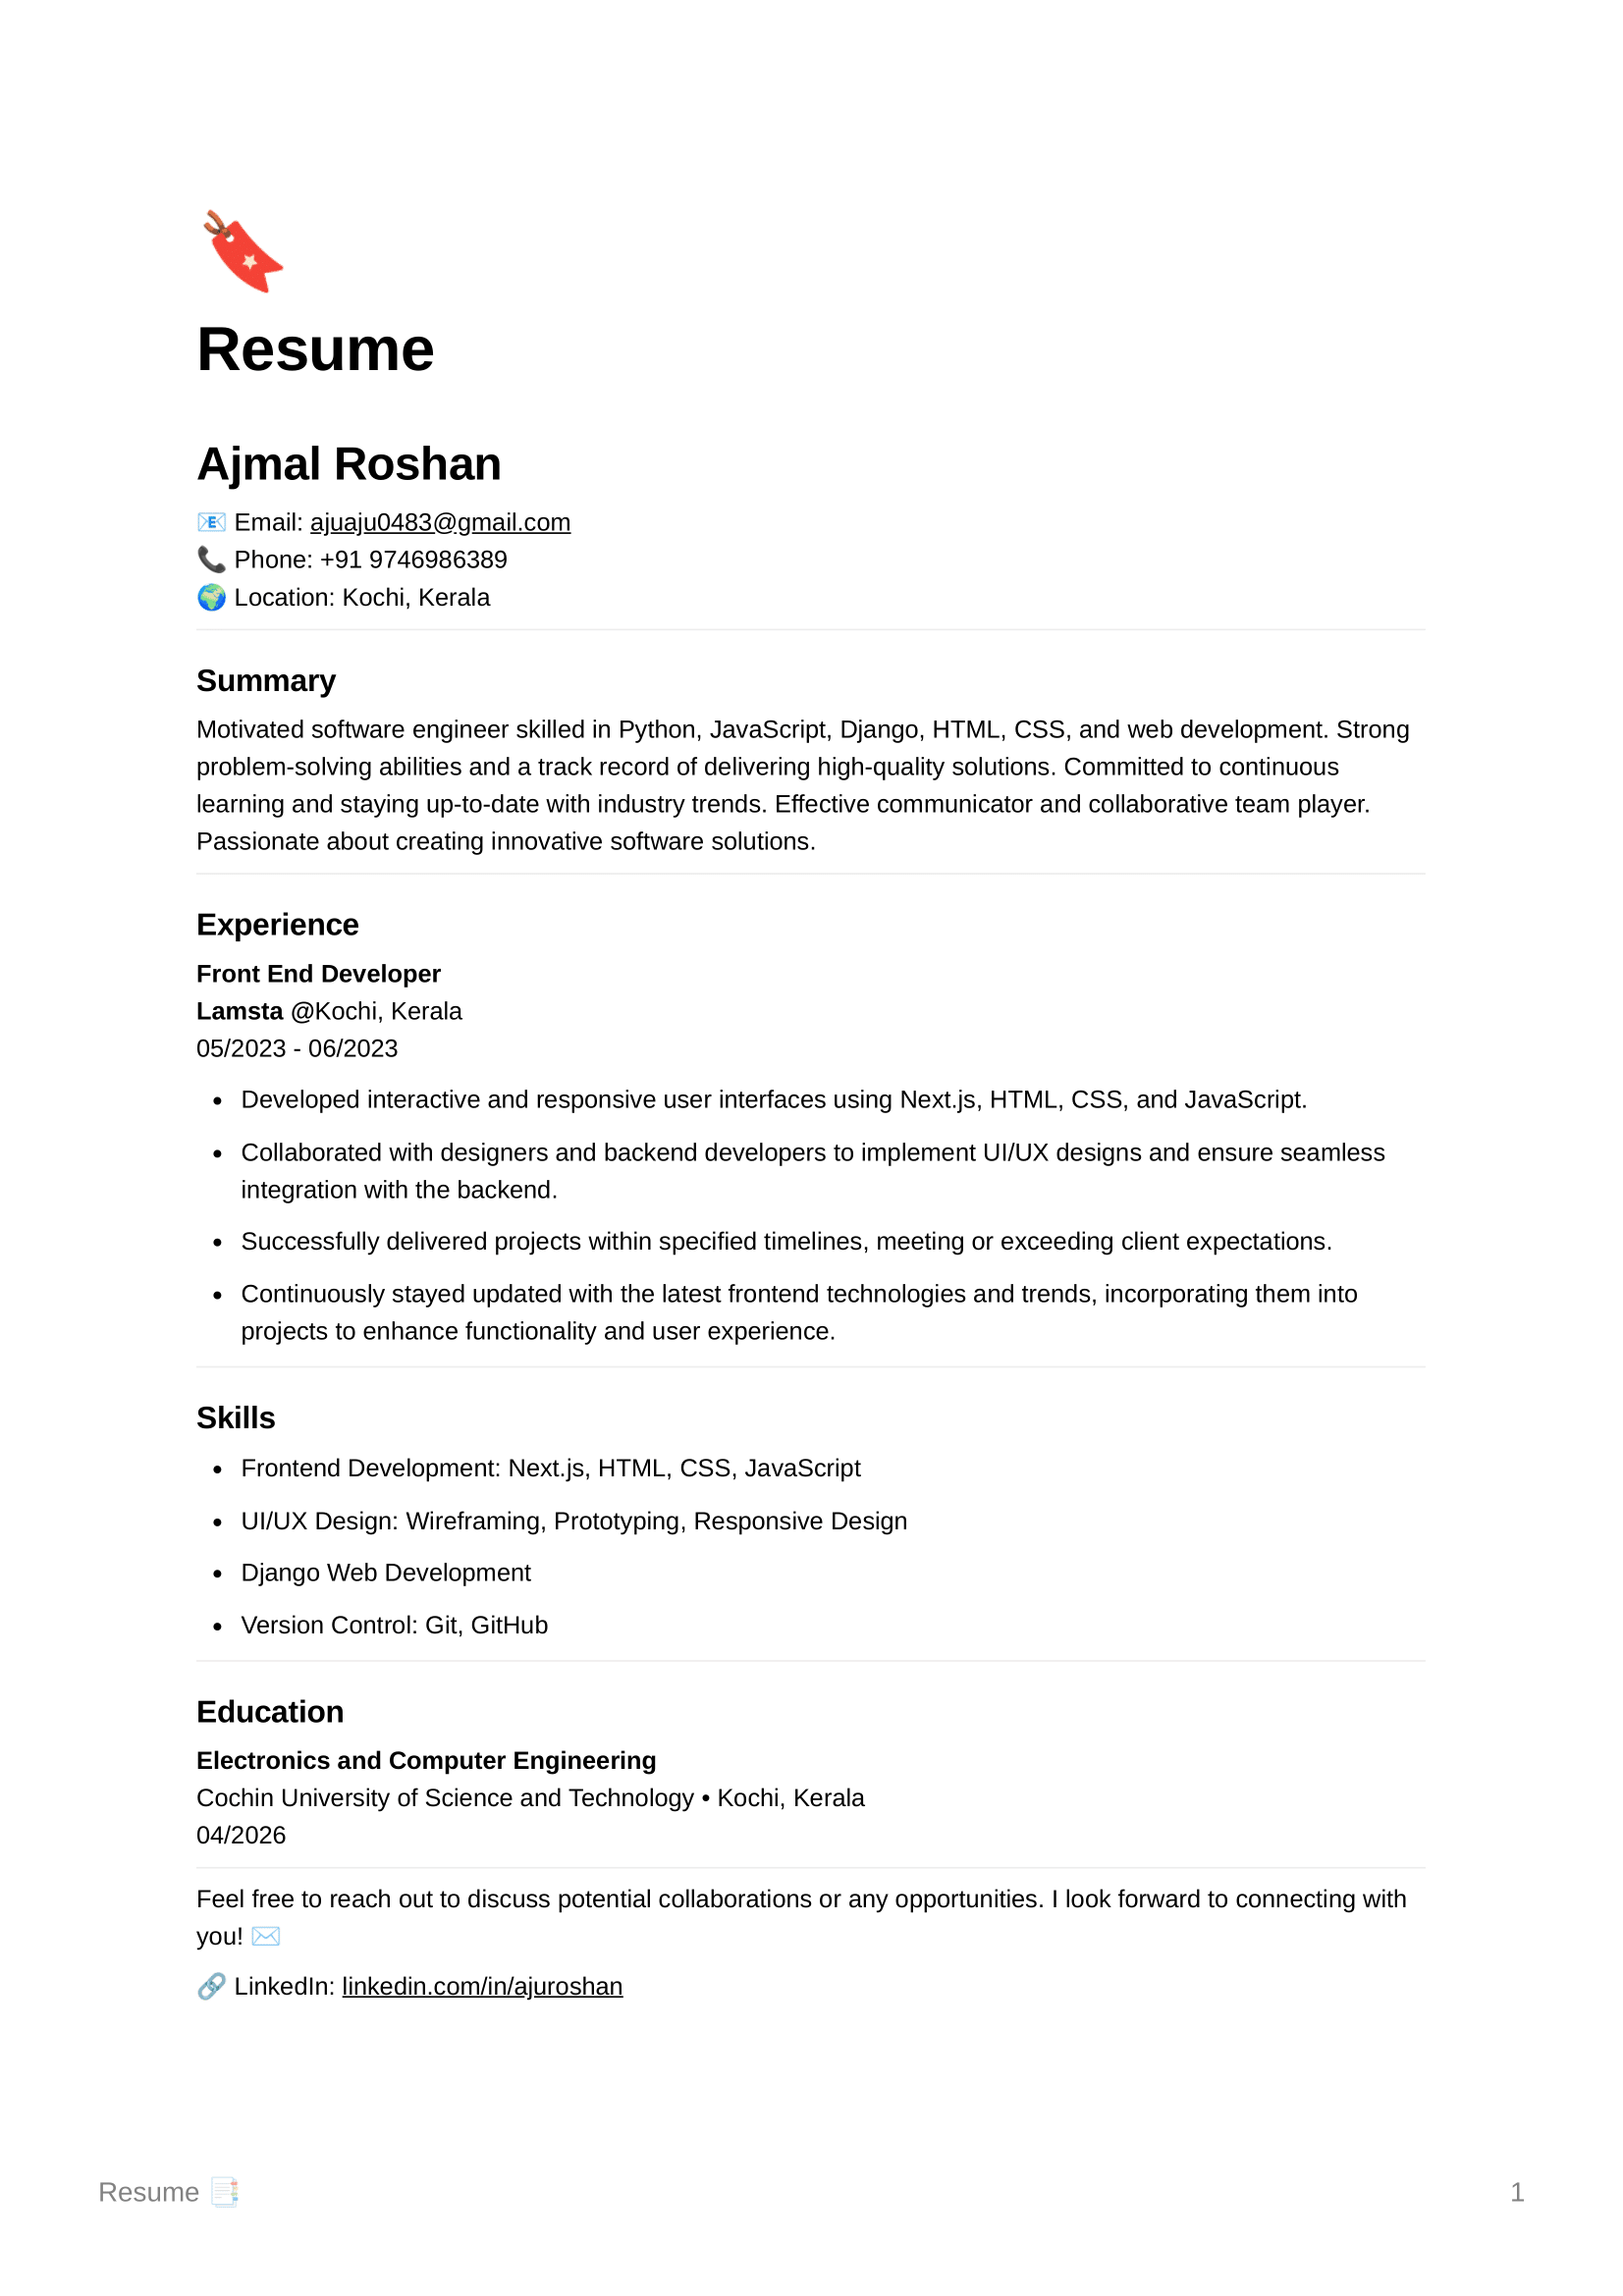 Resume
Ajmal Roshan
📧 Email: ajuaju0483@gmail.com
📞 Phone: +91 9746986389
🌍 Location: Kochi, Kerala
Summary
Motivated software engineer skilled in Python, JavaScript, Django, HTML, CSS, and web development. Strong
problem-solving abilities and a track record of delivering high-quality solutions. Committed to continuous
learning and staying up-to-date with industry trends. Effective communicator and collaborative team player.
Passionate about creating innovative software solutions.
Experience
Front End Developer
Lamsta @Kochi, Kerala
05/2023 - 06/2023
• Developed interactive and responsive user interfaces using Next.js, HTML, CSS, and JavaScript.
• Collaborated with designers and backend developers to implement UI/UX designs and ensure seamless
integration with the backend.
• Successfully delivered projects within specified timelines, meeting or exceeding client expectations.
• Continuously stayed updated with the latest frontend technologies and trends, incorporating them into
projects to enhance functionality and user experience.
Skills
• Frontend Development: Next.js, HTML, CSS, JavaScript
• UI/UX Design: Wireframing, Prototyping, Responsive Design
• Django Web Development
• Version Control: Git, GitHub
Education
Electronics and Computer Engineering
Cochin University of Science and Technology • Kochi, Kerala
04/2026
Feel free to reach out to discuss potential collaborations or any opportunities. I look forward to connecting with
you! ✉️
🔗 LinkedIn: linkedin.com/in/ajuroshan
Resume 📑 1